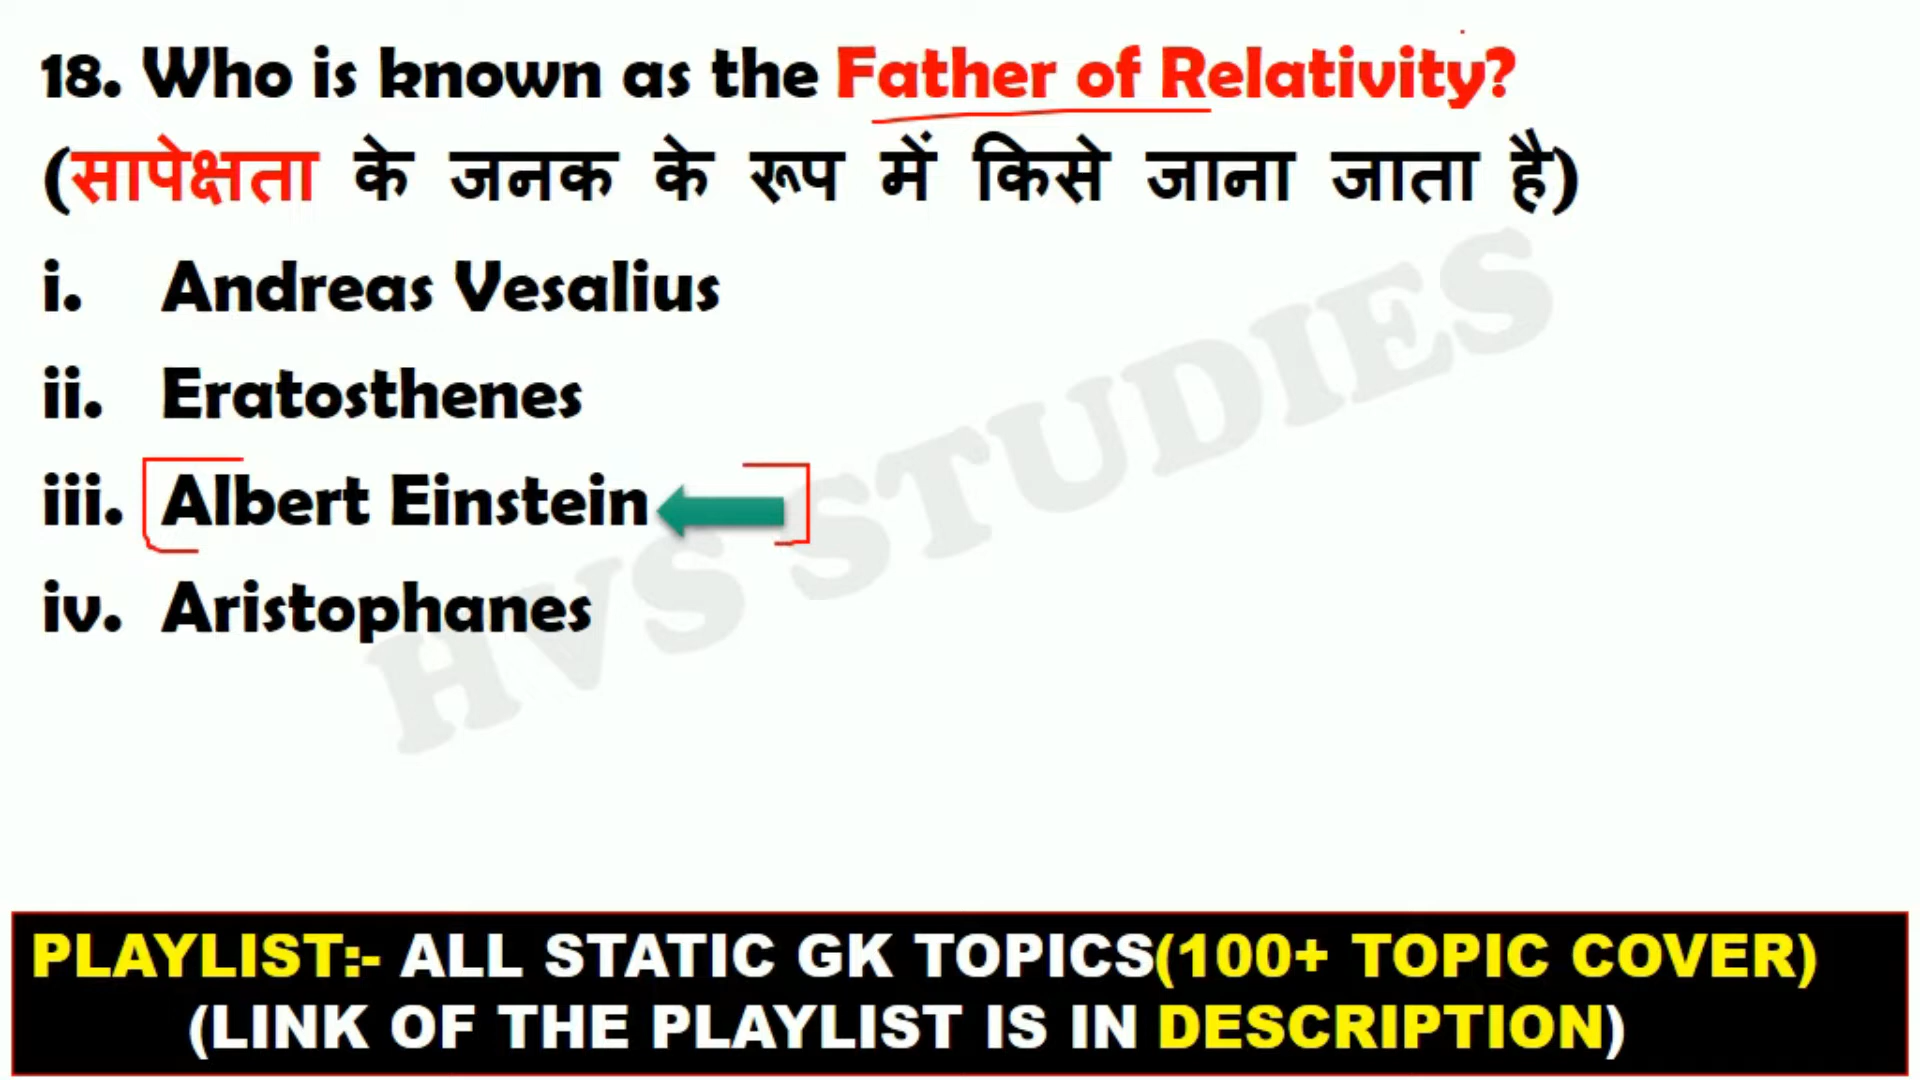 18. Who is known as the Father of Relativity?
(सापेक्षता के जनक के रूप में किसे जाना जाता है)
i. Andreas Vesalius
ii. Eratosthenes
iii. Albert Einstein
iv. Aristophanes
HVS STUDIES
PLAYLIST:- ALL STATIC GK TOPICS(100+ TOPIC COVER)
(LINK OF THE PLAYLIST IS IN DESCRIPTION)